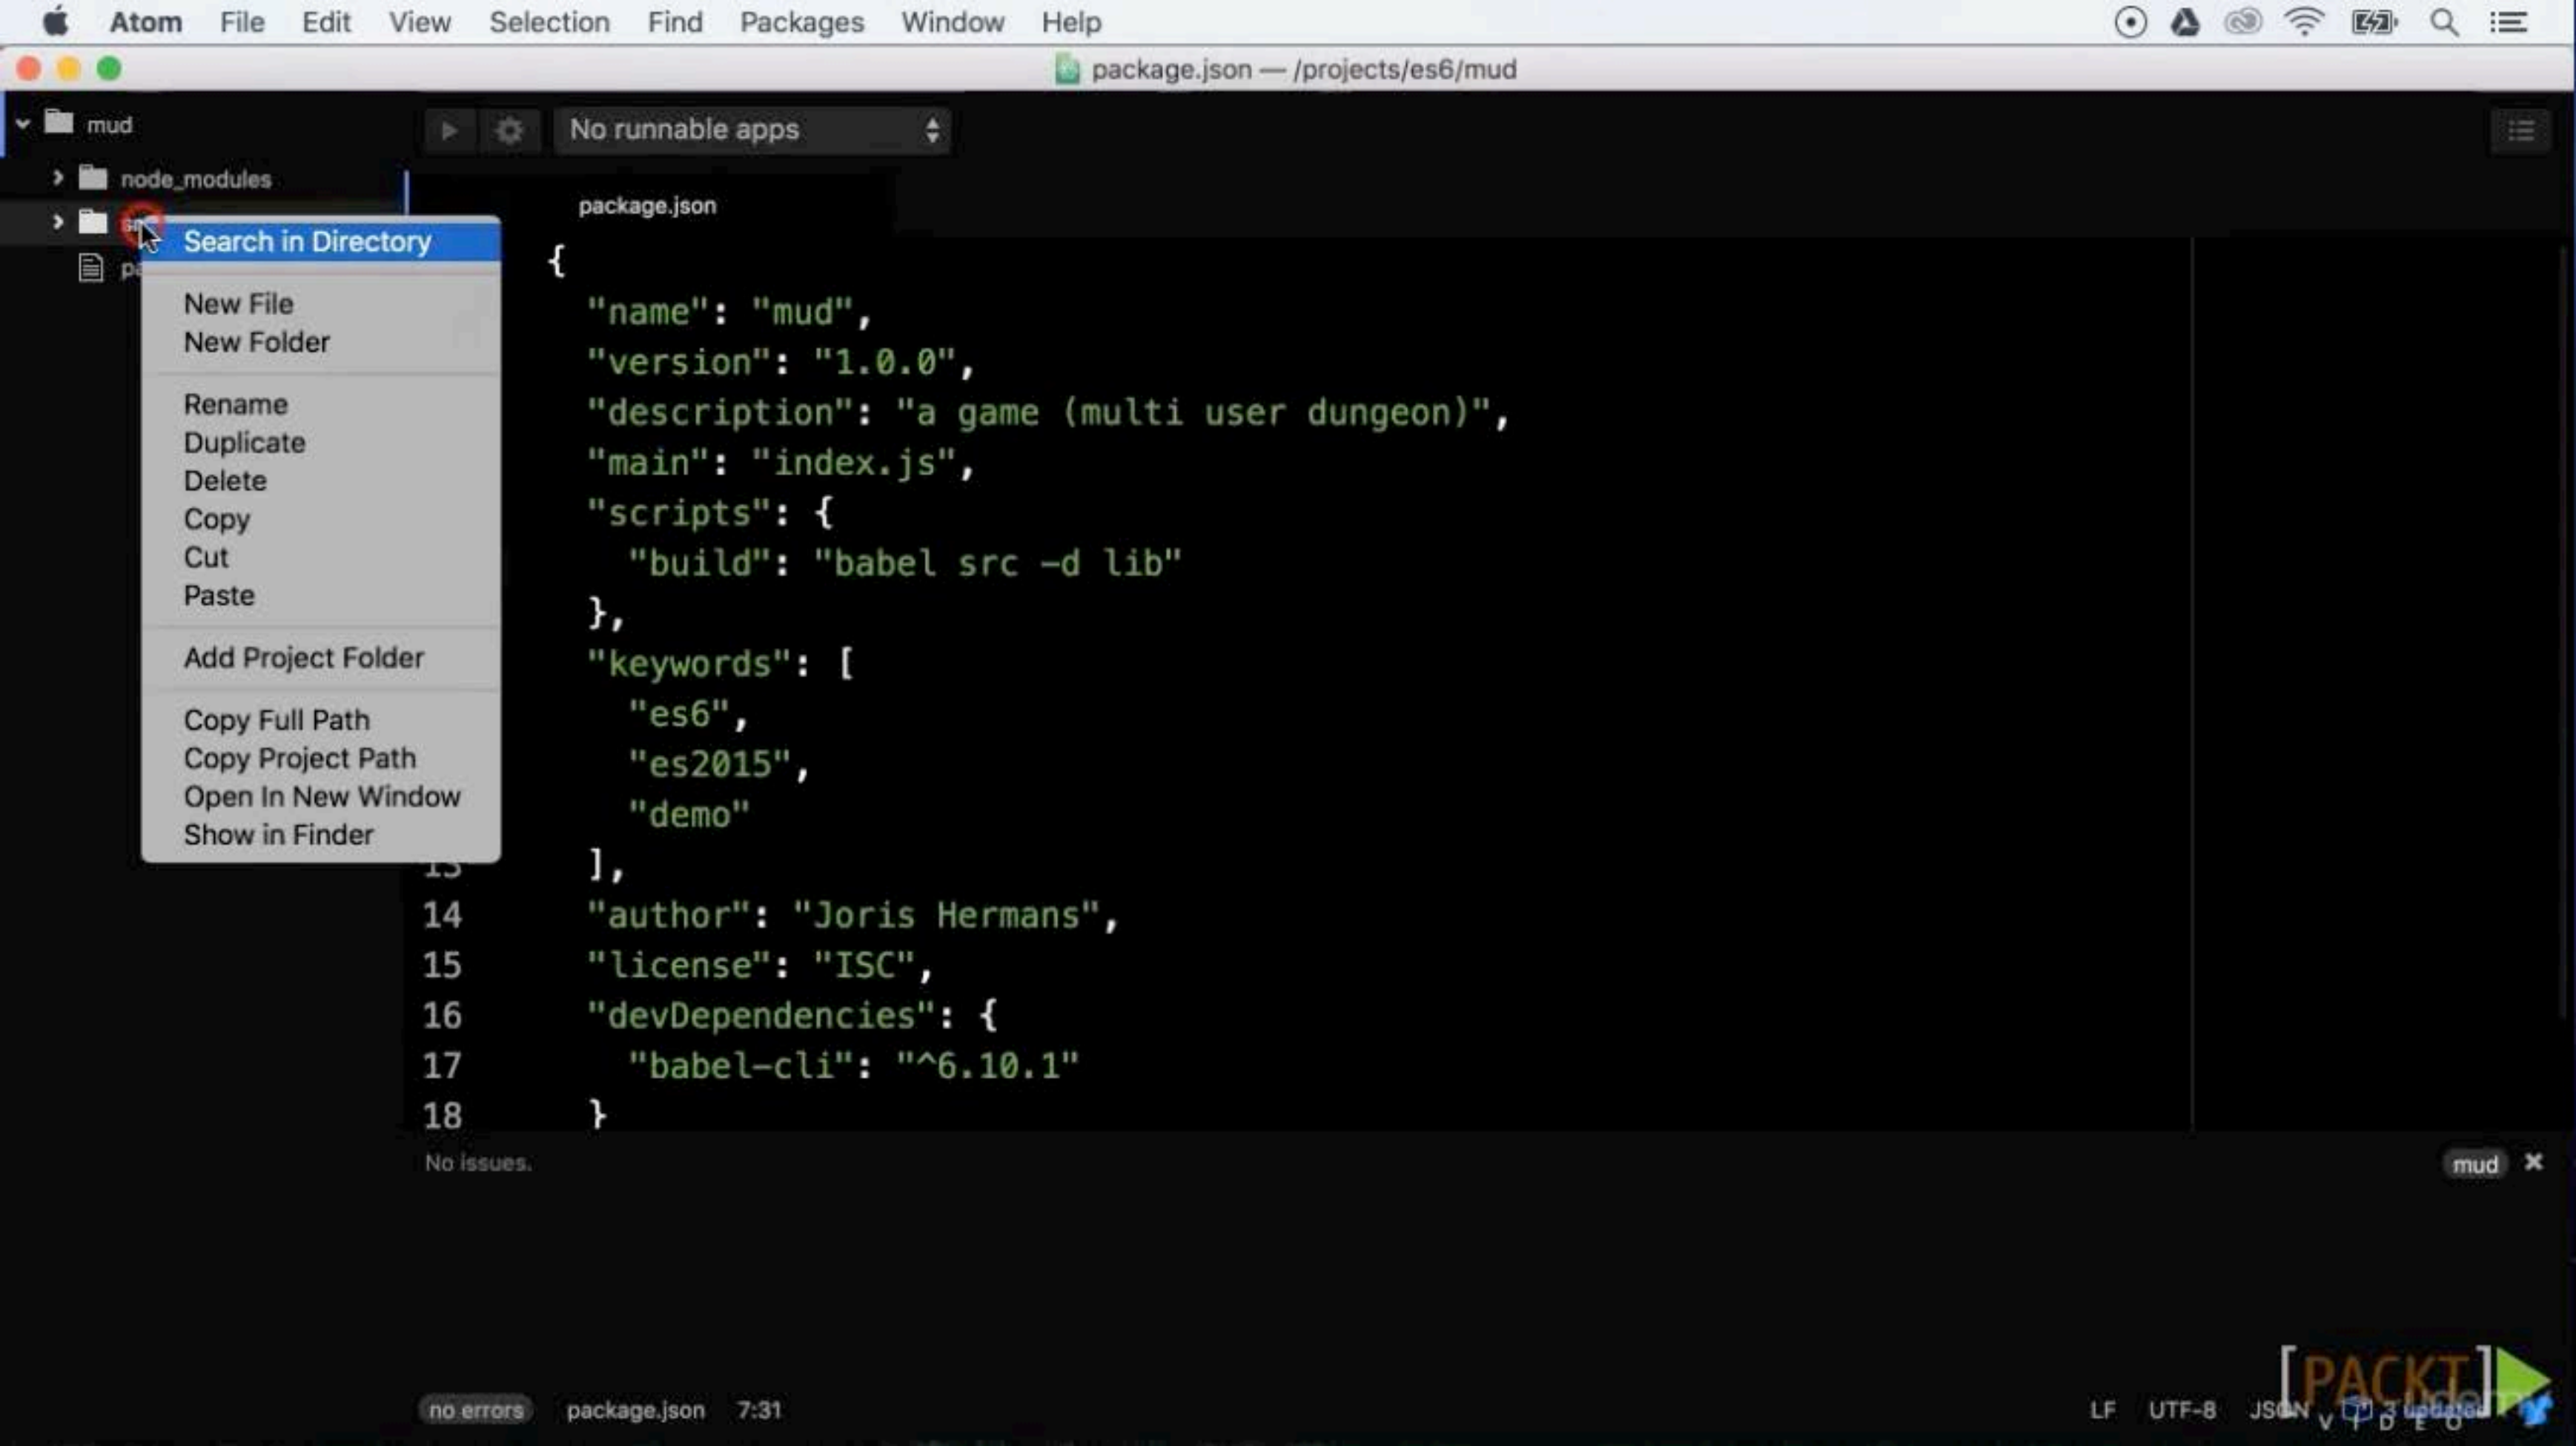 Atom File Edit View Selection Find Packages Window Help
package.json — /projects/es6/mud
mud
No runnable apps
node_modules
package.json
Search in Directory
New File
New Folder
Rename
Duplicate
Delete
Copy
Cut
Paste
Add Project Folder
Copy Full Path
Copy Project Path
Open In New Window
Show in Finder
{
"name": "mud",
"version": "1.0.0",
"description": "a game (multi user dungeon)",
"main": "index.js",
"scripts": {
"build": "babel src -d lib"
},
"keywords": [
"es6",
"es2015",
"demo"
13 ],
14 "author": "Joris Hermans",
15 "license": "ISC",
16 "devDependencies": {
17 "babel-cli": "^6.10.1"
18 }
No issues.
mud
no errors package.json 7:31
LF UTF-8 JSON
[PACKT]
VIDEO